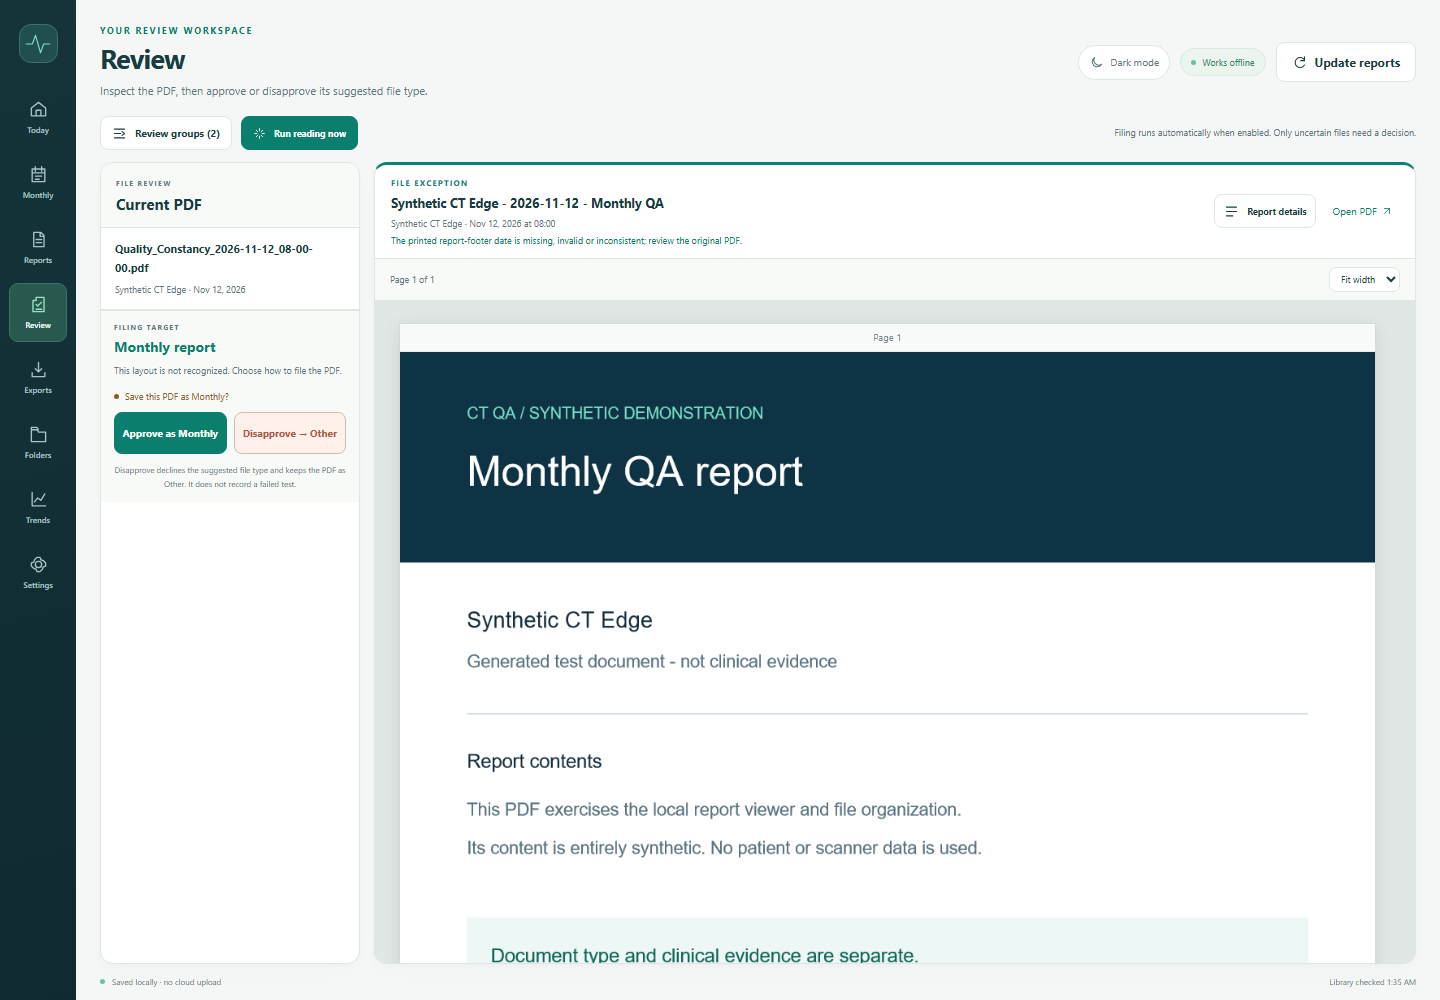 YOUR REVIEW WORKSPACE
Review
Inspect the PDF, then approve or disapprove its suggested file type.
Dark mode
Works offline
Update reports
Review groups (2)
Run reading now
Filing runs automatically when enabled. Only uncertain files need a decision.
Today
Monthly
Reports
Review
Exports
Folders
Trends
Settings
FILE REVIEW
Current PDF
Quality_Constancy_2026-11-12_08-00-
00.pdf
Synthetic CT Edge · Nov 12, 2026
FILING TARGET
Monthly report
This layout is not recognized. Choose how to file the PDF.
Save this PDF as Monthly?
Approve as Monthly
Disapprove → Other
Disapprove declines the suggested file type and keeps the PDF as
Other. It does not record a failed test.
FILE EXCEPTION
Synthetic CT Edge - 2026-11-12 - Monthly QA
Synthetic CT Edge · Nov 12, 2026 at 08:00
The printed report-footer date is missing, invalid or inconsistent; review the original PDF.
Report details
Open PDF ↗
Page 1 of 1
Fit width
Page 1
CT QA / SYNTHETIC DEMONSTRATION
Monthly QA report
Synthetic CT Edge
Generated test document - not clinical evidence
Report contents
This PDF exercises the local report viewer and file organization.
Its content is entirely synthetic. No patient or scanner data is used.
Document type and clinical evidence are separate.
Saved locally · no cloud upload
Library checked 1:35 AM